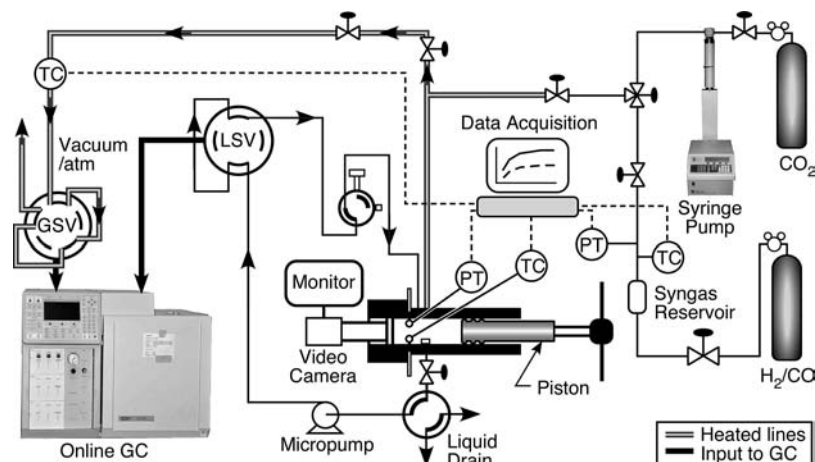 TC
Vacuum
/atm
LSV
GSV
Data Acquisition
CO₂
Syringe
Pump
PT
TC
PT
TC
Monitor
Syngas
Reservoir
Video
Camera
Piston
H₂/CO
Micropump
Liquid
Drain
Online GC
Heated lines
Input to GC